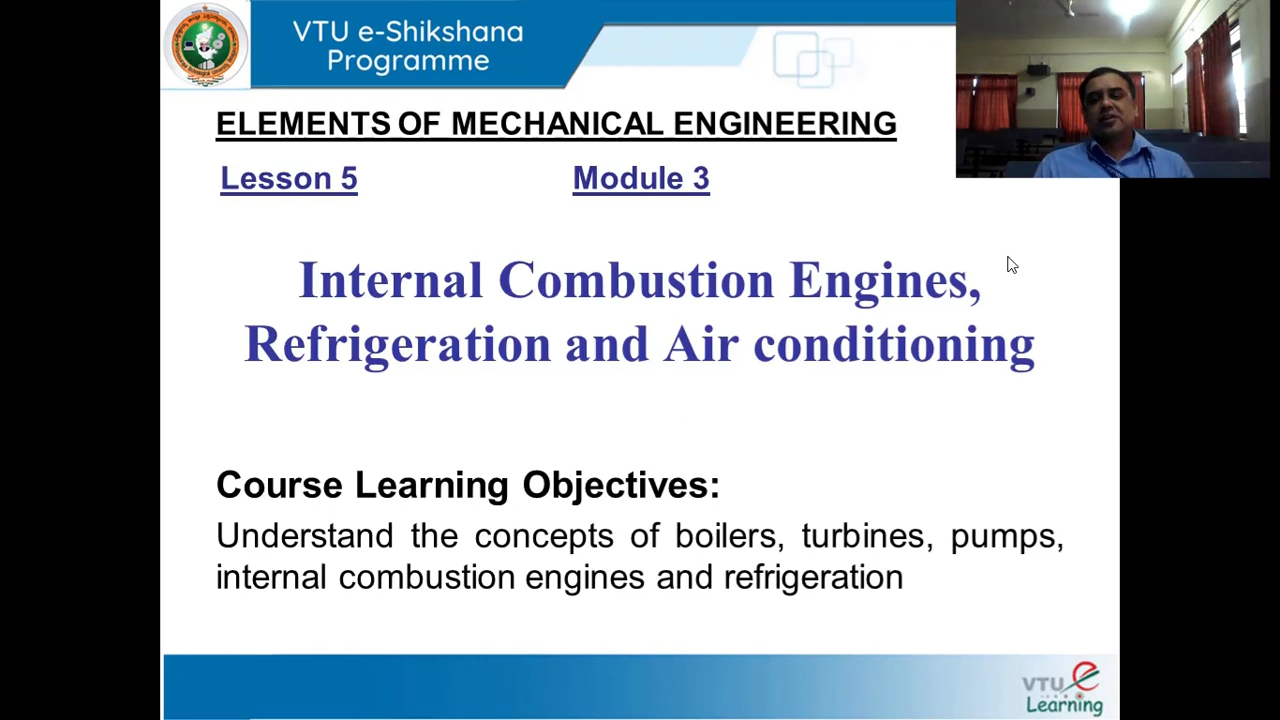 VTU e-Shikshana
Programme
ELEMENTS OF MECHANICAL ENGINEERING
Lesson 5 Module 3
Internal Combustion Engines,
Refrigeration and Air conditioning
Course Learning Objectives:
Understand the concepts of boilers, turbines, pumps,
internal combustion engines and refrigeration
VTU e
Learning